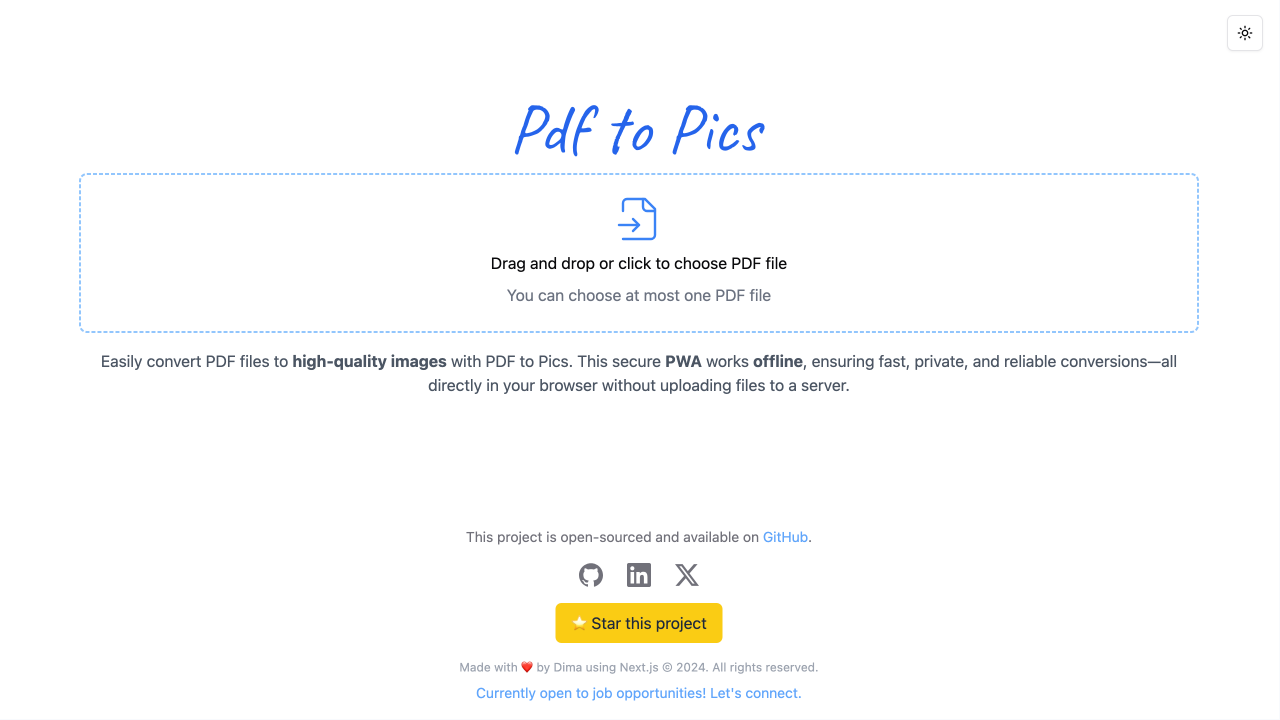 Pdf to Pics
Drag and drop or click to choose PDF file
You can choose at most one PDF file
Easily convert PDF files to high-quality images with PDF to Pics. This secure PWA works offline, ensuring fast, private, and reliable conversions—all
directly in your browser without uploading files to a server.
This project is open-sourced and available on GitHub.
⭐ Star this project
Made with ❤️ by Dima using Next.js © 2024. All rights reserved.
Currently open to job opportunities! Let's connect.